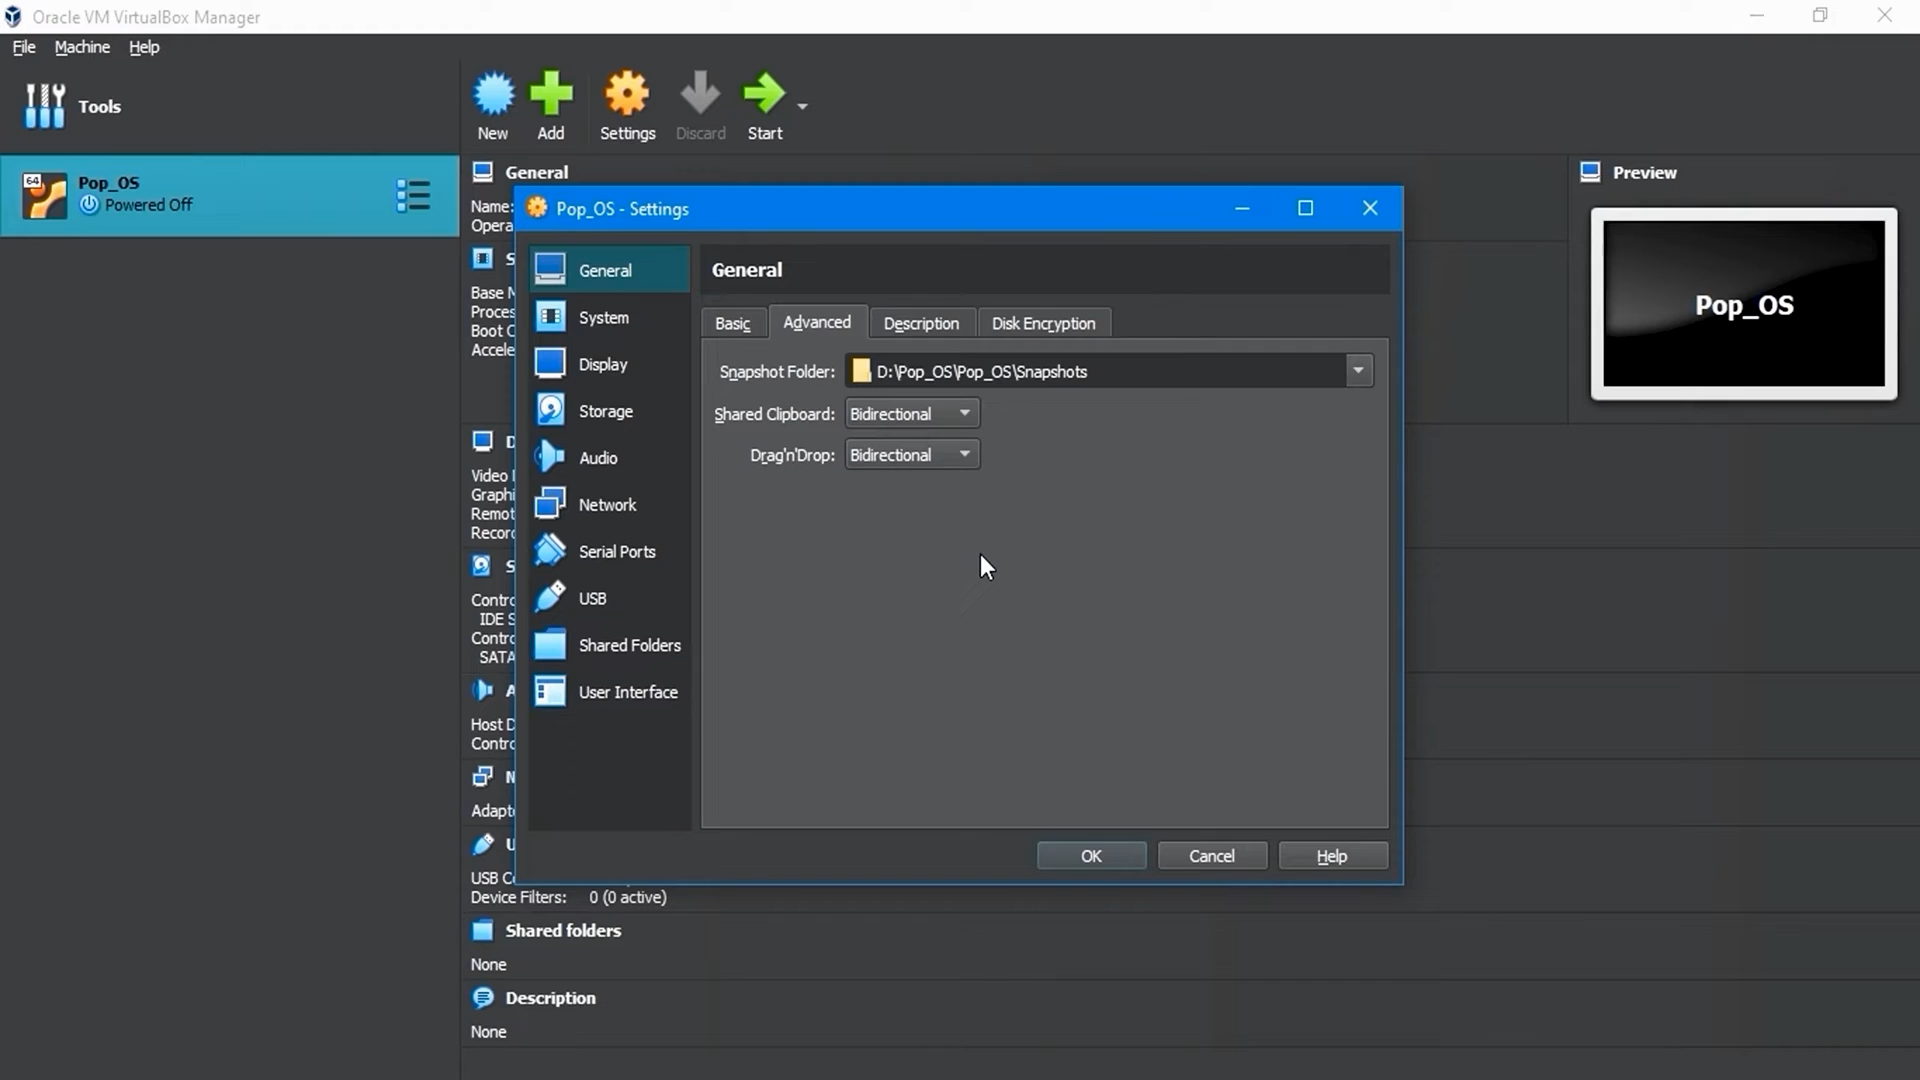 Oracle VM VirtualBox Manager
File Machine Help
Tools
New Add Settings Discard Start
64
Pop_OS
Powered Off
General
Name:
Preview
Pop_OS
Pop_OS - Settings
General
System
Display
Storage
Audio
Network
Serial Ports
USB
Shared Folders
User Interface
General
Basic Advanced Description Disk Encryption
Snapshot Folder: D:\Pop_OS\Pop_OS\Snapshots
Shared Clipboard: Bidirectional
Drag'n'Drop: Bidirectional
OK Cancel Help
Opera
S
Base M
Proces
Boot O
Accele
D
Video
Graphi
Remot
Recor
S
Contro
IDE S
Contro
SATA
A
Host D
Contro
N
Adapt
U
USB Co
Device Filters: 0 (0 active)
Shared folders
None
Description
None